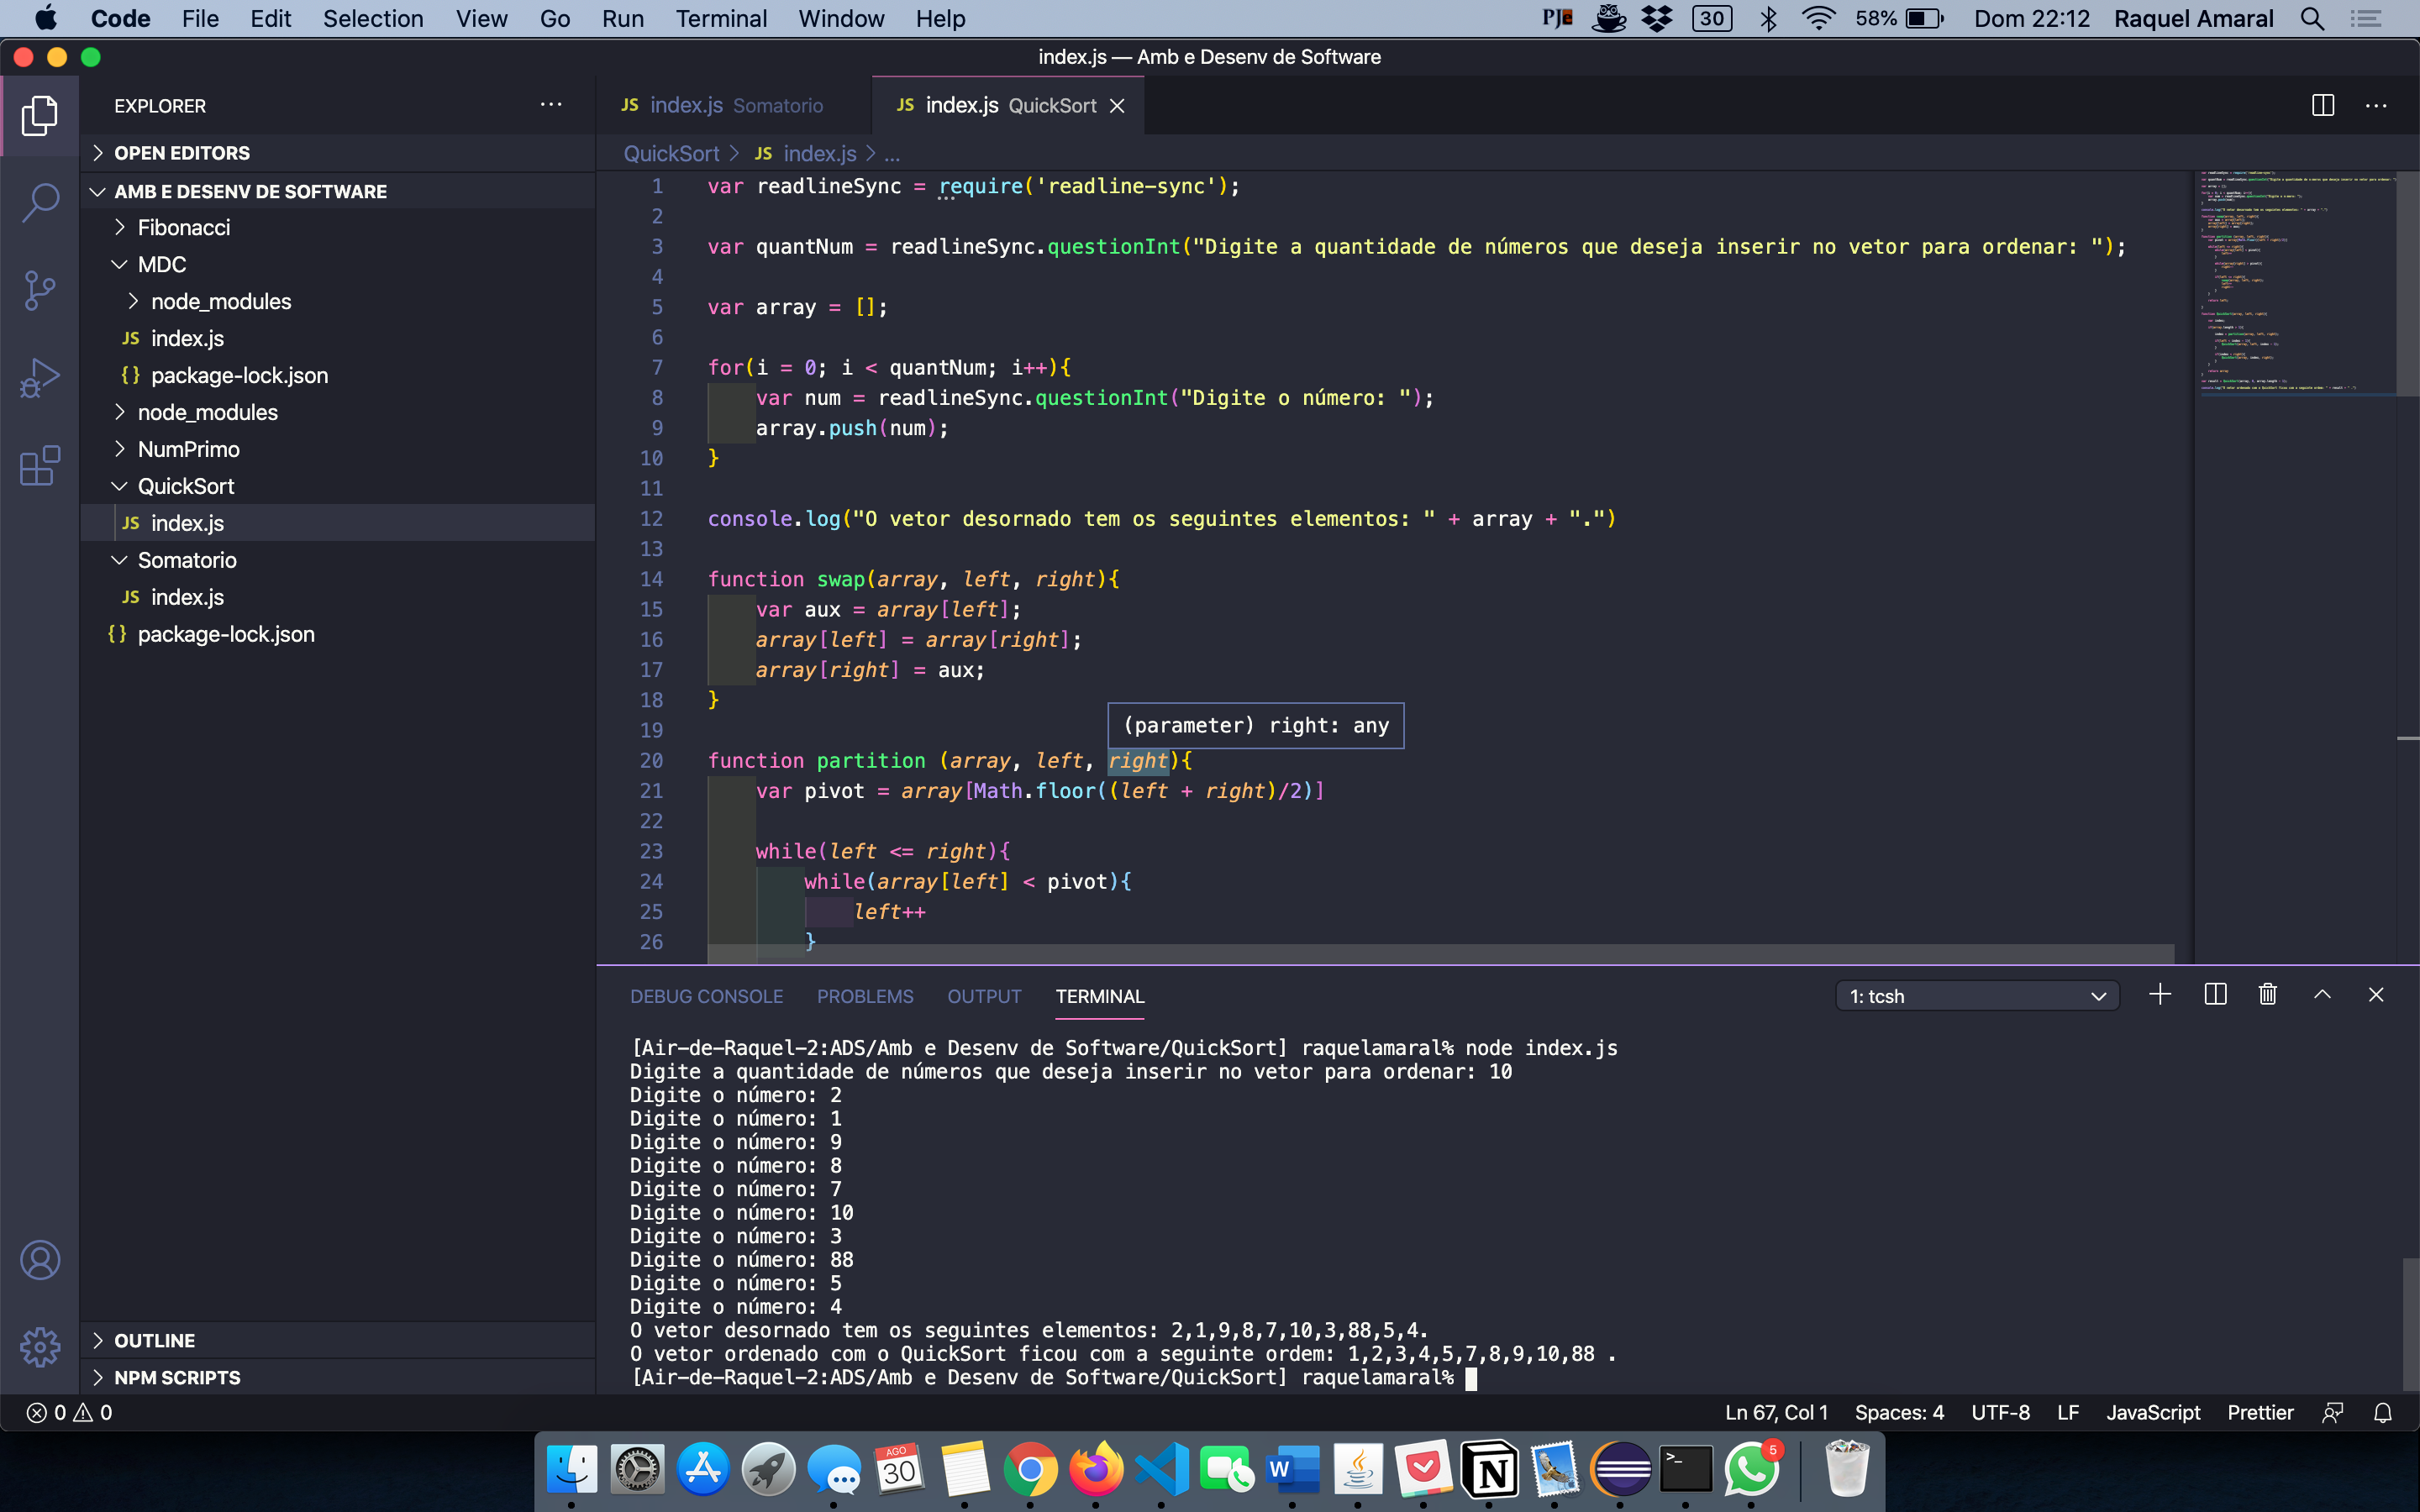 Code File Edit Selection View Go Run Terminal Window Help PJe 30 58% Dom 22:12 Raquel Amaral
index.js — Amb e Desenv de Software
EXPLORER
JS index.js Somatorio JS index.js QuickSort
OPEN EDITORS
AMB E DESENV DE SOFTWARE
Fibonacci
MDC
node_modules
JS index.js
{} package-lock.json
node_modules
NumPrimo
QuickSort
JS index.js
Somatorio
JS index.js
{} package-lock.json
OUTLINE
NPM SCRIPTS
QuickSort > JS index.js > ...
1 var readlineSync = require('readline-sync');
2
3 var quantNum = readlineSync.questionInt("Digite a quantidade de números que deseja inserir no vetor para ordenar: ");
4
5 var array = [];
6
7 for(i = 0; i < quantNum; i++){
8 var num = readlineSync.questionInt("Digite o número: ");
9 array.push(num);
10 }
11
12 console.log("O vetor desornado tem os seguintes elementos: " + array + ".")
13
14 function swap(array, left, right){
15 var aux = array[left];
16 array[left] = array[right];
17 array[right] = aux;
18 }
19
(parameter) right: any
20 function partition (array, left, right){
21 var pivot = array[Math.floor((left + right)/2)]
22
23 while(left <= right){
24 while(array[left] < pivot){
25 left++
26 }
DEBUG CONSOLE PROBLEMS OUTPUT TERMINAL 1: tcsh
[Air-de-Raquel-2:ADS/Amb e Desenv de Software/QuickSort] raquelamaral% node index.js
Digite a quantidade de números que deseja inserir no vetor para ordenar: 10
Digite o número: 2
Digite o número: 1
Digite o número: 9
Digite o número: 8
Digite o número: 7
Digite o número: 10
Digite o número: 3
Digite o número: 88
Digite o número: 5
Digite o número: 4
O vetor desornado tem os seguintes elementos: 2,1,9,8,7,10,3,88,5,4.
O vetor ordenado com o QuickSort ficou com a seguinte ordem: 1,2,3,4,5,7,8,9,10,88 .
[Air-de-Raquel-2:ADS/Amb e Desenv de Software/QuickSort] raquelamaral%
0 0 Ln 67, Col 1 Spaces: 4 UTF-8 LF JavaScript Prettier
AGO
30
W
N
>_
5